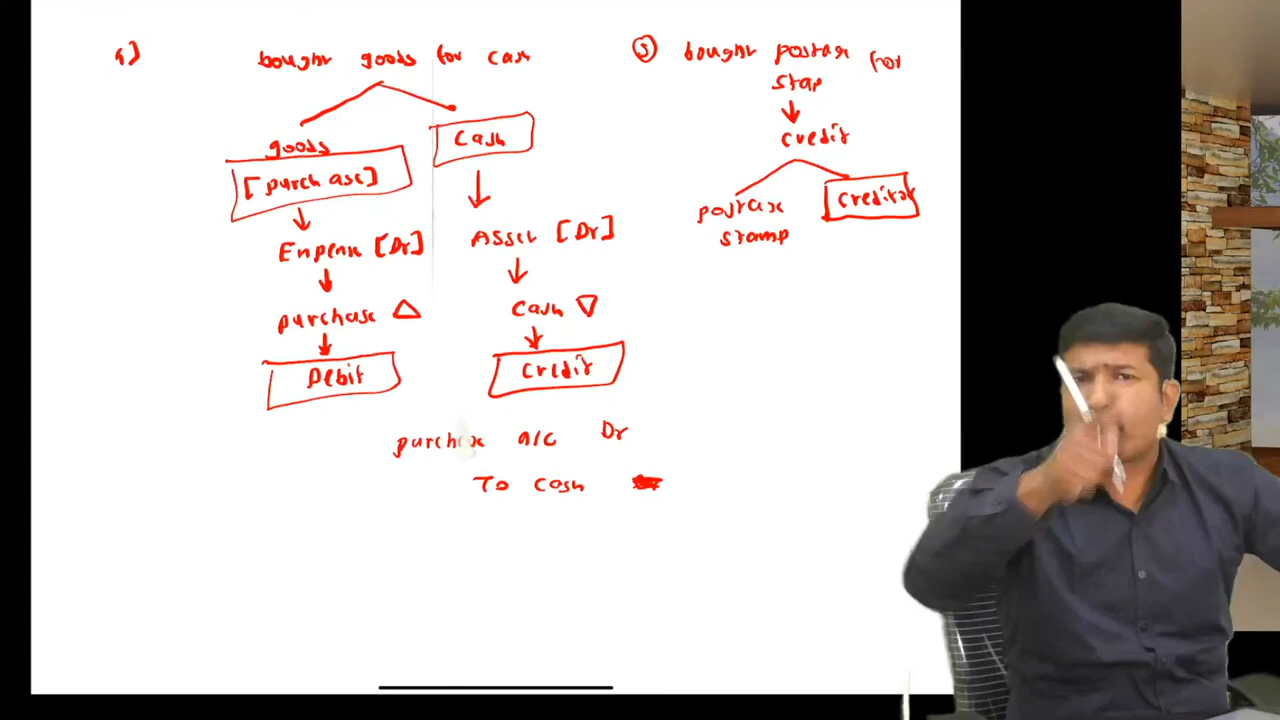 4)
bought goods for cash
goods
[purchase]
Expense [Dr]
purchase △
Debit
Cash
Asset [Dr]
Cash ▽
Credit
purchase a/c Dr
To cash
⑤ bought postage for
stap
credit
postage
stamp
Creditor